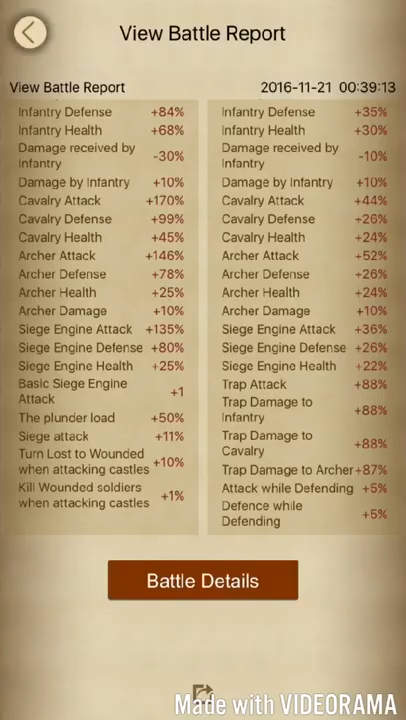 View Battle Report
View Battle Report 2016-11-21 00:39:13
Infantry Defense +84%
Infantry Health +68%
Damage received by
Infantry -30%
Damage by Infantry +10%
Cavalry Attack +170%
Cavalry Defense +99%
Cavalry Health +45%
Archer Attack +146%
Archer Defense +78%
Archer Health +25%
Archer Damage +10%
Siege Engine Attack +135%
Siege Engine Defense +80%
Siege Engine Health +25%
Basic Siege Engine
Attack +1
The plunder load +50%
Siege attack +11%
Turn Lost to Wounded
when attacking castles +10%
Kill Wounded soldiers
when attacking castles +1%
Infantry Defense +35%
Infantry Health +30%
Damage received by
Infantry -10%
Damage by Infantry +10%
Cavalry Attack +44%
Cavalry Defense +26%
Cavalry Health +24%
Archer Attack +52%
Archer Defense +26%
Archer Health +24%
Archer Damage +10%
Siege Engine Attack +36%
Siege Engine Defense +26%
Siege Engine Health +22%
Trap Attack +88%
Trap Damage to
Infantry +88%
Trap Damage to
Cavalry +88%
Trap Damage to Archer +87%
Attack while Defending +5%
Defence while
Defending +5%
Battle Details
Made with VIDEORAMA